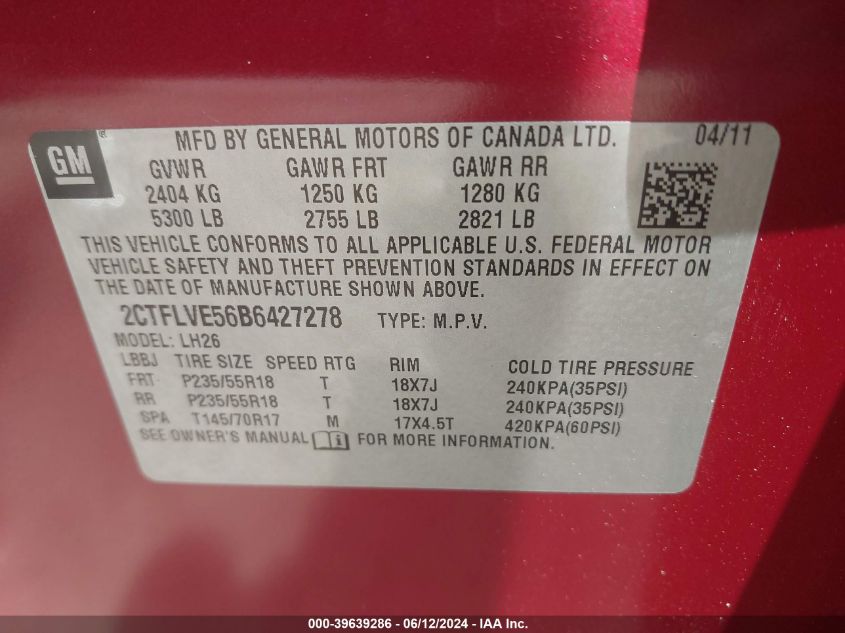 GM®
MFD BY GENERAL MOTORS OF CANADA LTD. 04/11
GVWR GAWR FRT GAWR RR
2404 KG 1250 KG 1280 KG
5300 LB 2755 LB 2821 LB
THIS VEHICLE CONFORMS TO ALL APPLICABLE U.S. FEDERAL MOTOR
VEHICLE SAFETY AND THEFT PREVENTION STANDARDS IN EFFECT ON
THE DATE OF MANUFACTURE SHOWN ABOVE.
2CTFLVE56B6427278 TYPE: M.P.V.
MODEL: LH26
LBBJ TIRE SIZE SPEED RTG RIM COLD TIRE PRESSURE
FRT P235/55R18 T 18X7J 240KPA(35PSI)
RR P235/55R18 T 18X7J 240KPA(35PSI)
SPA T145/70R17 M 17X4.5T 420KPA(60PSI)
SEE OWNER'S MANUAL FOR MORE INFORMATION.
000-39639286 - 06/12/2024 - IAA Inc.